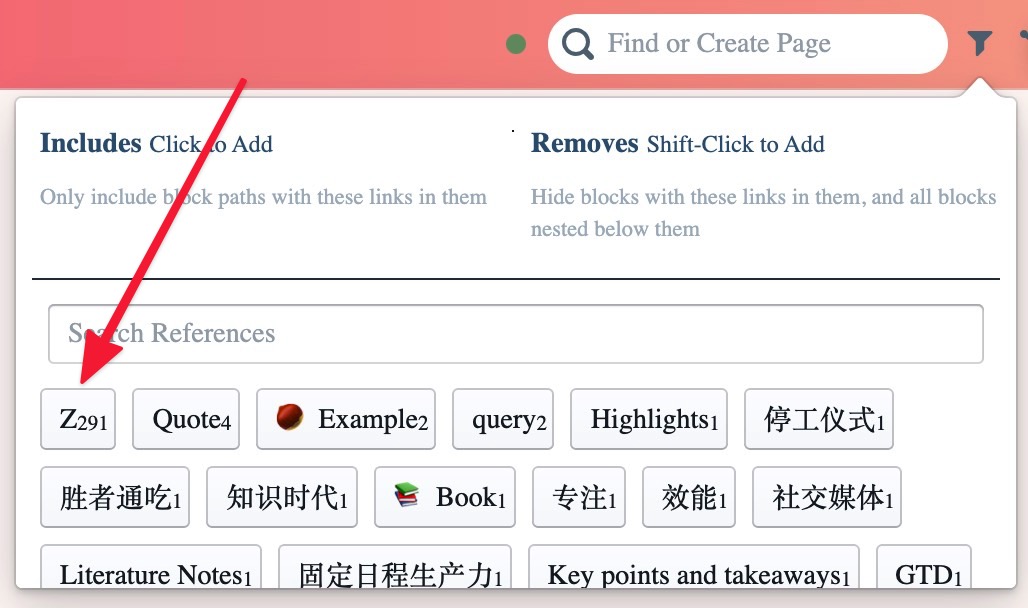 Find or Create Page
Includes Click to Add
Removes Shift-Click to Add
Only include block paths with these links in them
Hide blocks with these links in them, and all blocks
nested below them
Search References
Z291 Quote4 Example2 query2 Highlights1 停工仪式1
胜者通吃1 知识时代1 Book1 专注1 效能1 社交媒体1
Literature Notes1 固定日程生产力1 Key points and takeaways1 GTD1